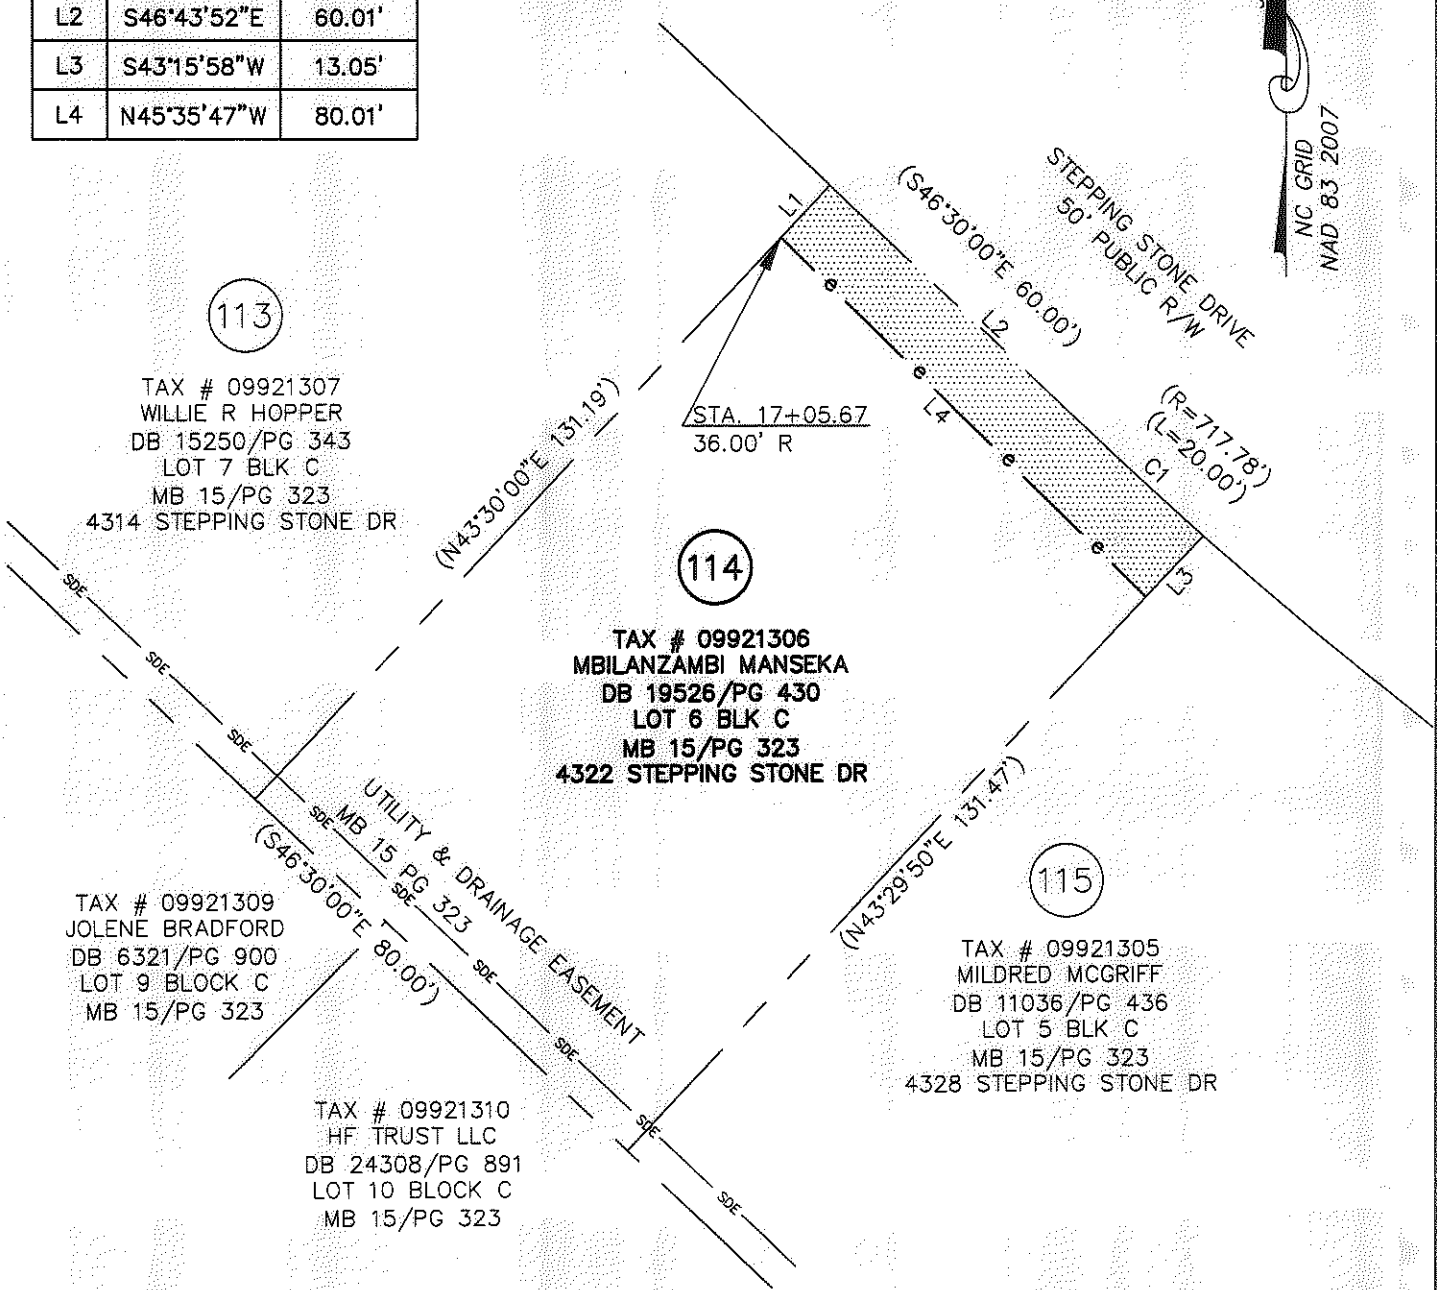 L2 S46°43'52"E 60.01'
L3 S43°15'58"W 13.05'
L4 N45°35'47"W 80.01'
NC GRID
NAD 83 2007
STEPPING STONE DRIVE
50' PUBLIC R/W
(S46°30'00"E 60.00')
L1
L2
(R=717.78')
(L=20.00')
C1
L3
e
e
L4
e
e
STA. 17+05.67
36.00' R
(N43°30'00"E 131.19')
113
TAX # 09921307
WILLIE R HOPPER
DB 15250/PG 343
LOT 7 BLK C
MB 15/PG 323
4314 STEPPING STONE DR
114
TAX # 09921306
MBILANZAMBI MANSEKA
DB 19526/PG 430
LOT 6 BLK C
MB 15/PG 323
4322 STEPPING STONE DR
SDE
SDE
SDE
SDE
SDE
SDE
SDE
SDE
SDE
UTILITY & DRAINAGE EASEMENT
MB 15 PG 323
(S46°30'00"E 80.00')
(N43°29'50"E 131.47')
115
TAX # 09921305
MILDRED MCGRIFF
DB 11036/PG 436
LOT 5 BLK C
MB 15/PG 323
4328 STEPPING STONE DR
TAX # 09921309
JOLENE BRADFORD
DB 6321/PG 900
LOT 9 BLOCK C
MB 15/PG 323
TAX # 09921310
HF TRUST LLC
DB 24308/PG 891
LOT 10 BLOCK C
MB 15/PG 323